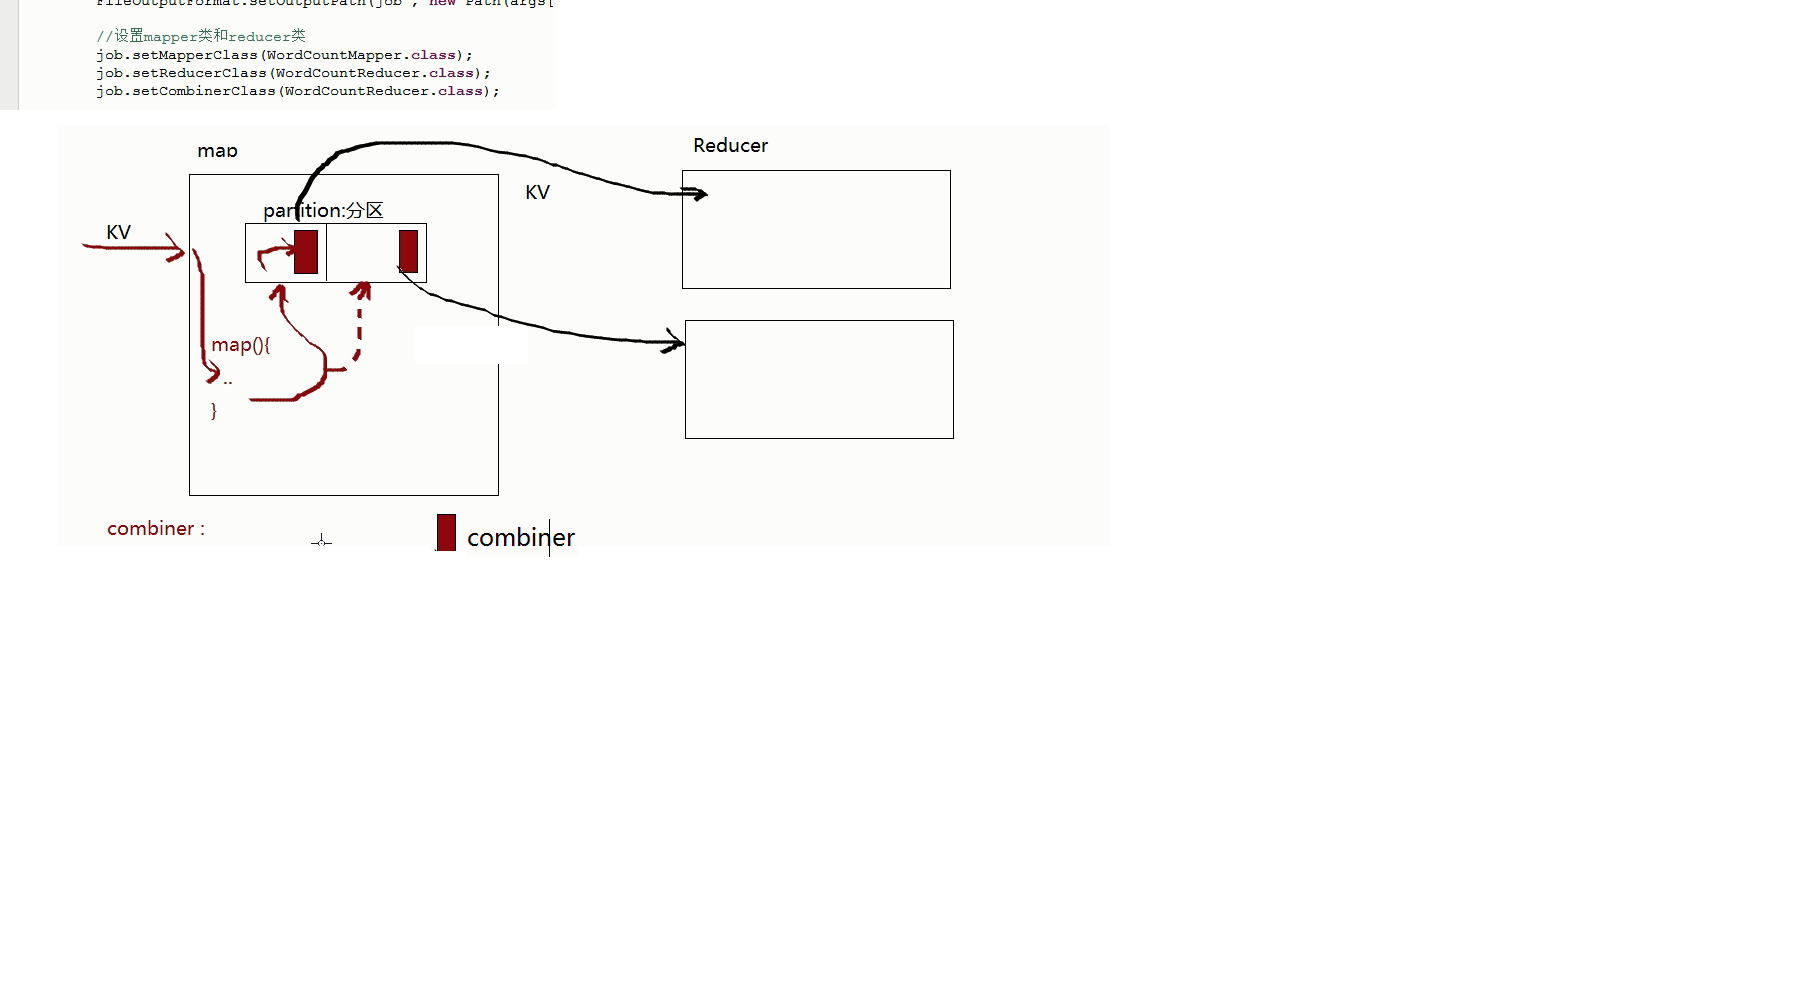 FileOutputFormat.setOutputPath(job , new Path(args[
//设置mapper类和reducer类
job.setMapperClass(WordCountMapper.class);
job.setReducerClass(WordCountReducer.class);
job.setCombinerClass(WordCountReducer.class);
map
Reducer
KV
partition:分区
KV
map(){
..
}
combiner :
combiner